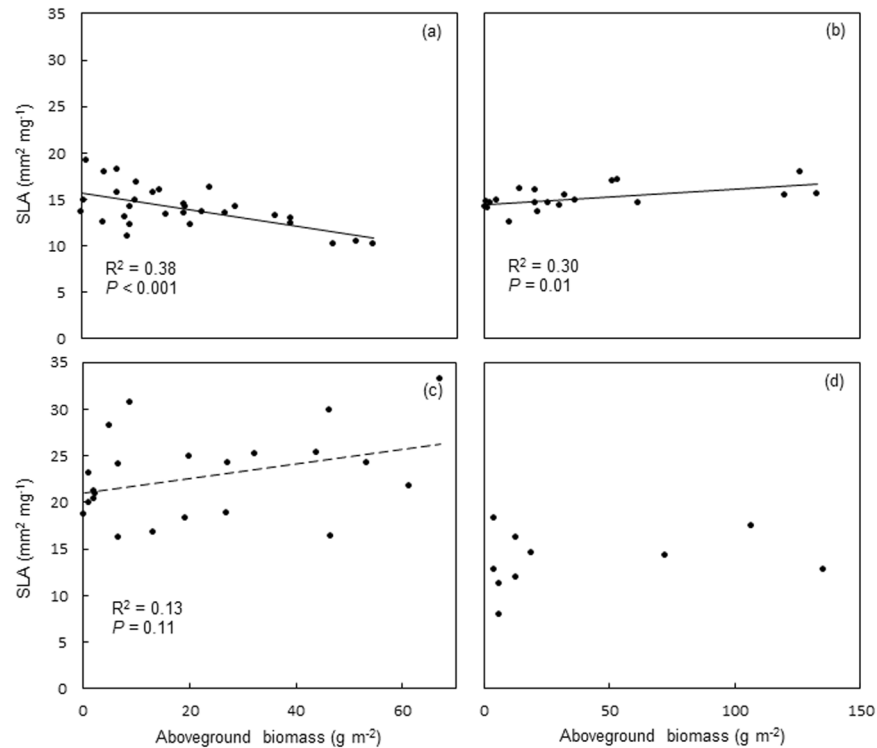 35
30
25
20
15
10
5
0
SLA (mm² mg⁻¹)
(a)
R² = 0.38
P < 0.001
(b)
R² = 0.30
P = 0.01
35
30
25
20
15
10
5
0
SLA (mm² mg⁻¹)
(c)
R² = 0.13
P = 0.11
(d)
0 20 40 60
0 50 100 150
Aboveground biomass (g m⁻²)
Aboveground biomass (g m⁻²)